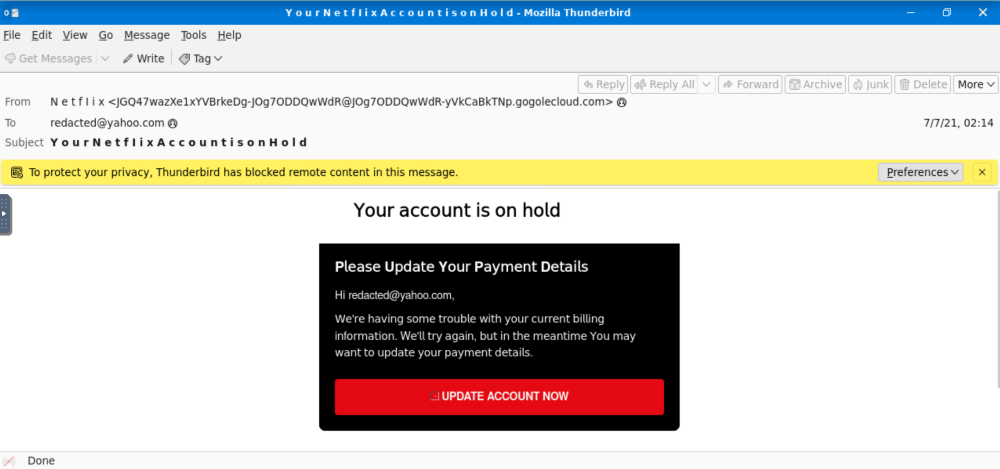 Y o u r N e t f l i x A c c o u n t i s o n H o l d - Mozilla Thunderbird
File Edit View Go Message Tools Help
Get Messages Write Tag
Reply Reply All Forward Archive Junk Delete More
From N e t f l i x <JGQ47wazXe1xYVBrkeDg-JOg7ODDQwWdR@JOg7ODDQwWdR-yVkCaBkTNp.gogolecloud.com>
To redacted@yahoo.com 7/7/21, 02:14
Subject Y o u r N e t f l i x A c c o u n t i s o n H o l d
To protect your privacy, Thunderbird has blocked remote content in this message. Preferences
Your account is on hold
Please Update Your Payment Details
Hi redacted@yahoo.com,
We're having some trouble with your current billing
information. We'll try again, but in the meantime You may
want to update your payment details.
UPDATE ACCOUNT NOW
Done